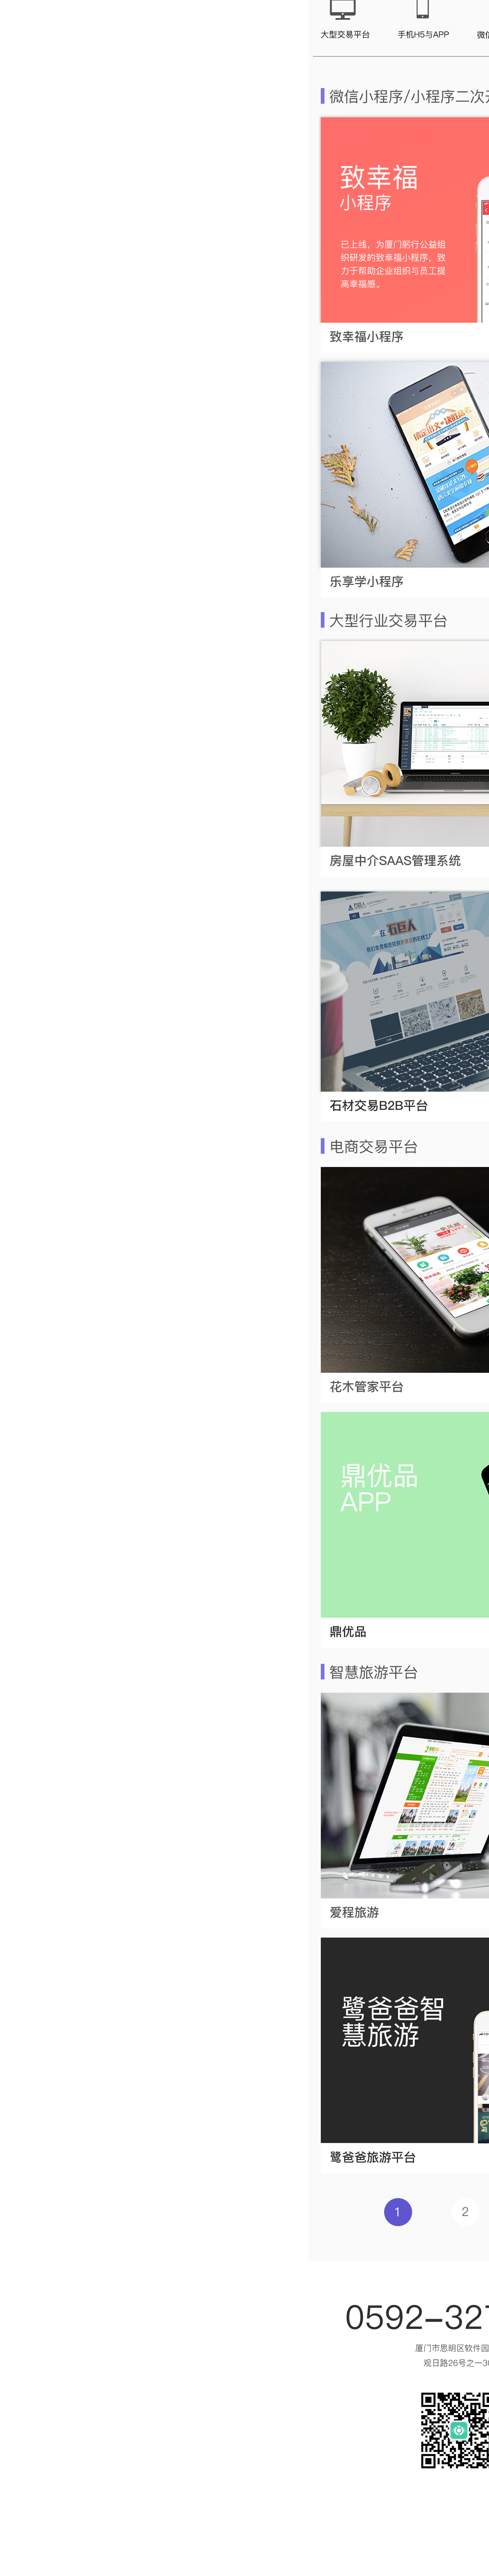 大型交易平台
手机H5与APP
微信小程序/小程序二次
致幸福
小程序
已上线，为厦门躬行公益组
织研发的致幸福小程序，致
力于帮助企业组织与员工提
高幸福感。
致幸福小程序
乐享学小程序
大型行业交易平台
房屋中介SAAS管理系统
在石巨人
石材交易B2B平台
电商交易平台
花木管家平台
鼎优品
APP
鼎优品
智慧旅游平台
爱程旅游
鹭爸爸智
慧旅游
鹭爸爸旅游平台
1
2
0592-32
厦门市思明区软件园
观日路26号之一3